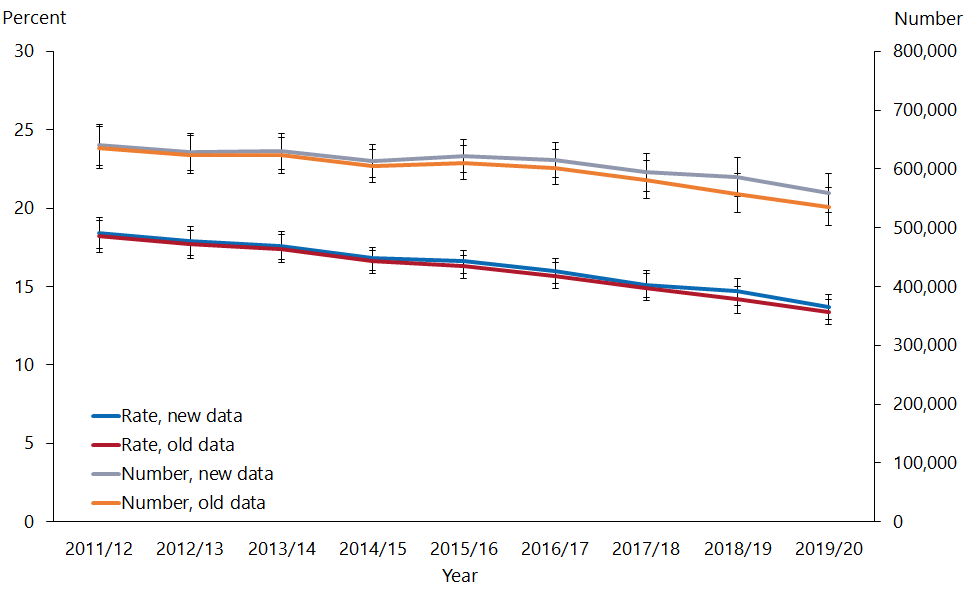 Percent Number
30 800,000
700,000
25
600,000
20
500,000
15 400,000
300,000
10
200,000
5
100,000
0 0
Rate, new data
Rate, old data
Number, new data
Number, old data
2011/12 2012/13 2013/14 2014/15 2015/16 2016/17 2017/18 2018/19 2019/20
Year